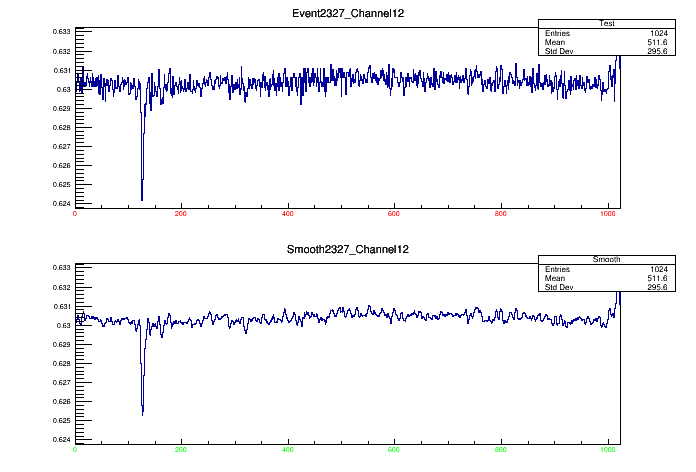 Event2327_Channel12
Test
Entries 1024
Mean 511.6
Std Dev 295.6
0.633
0.632
0.631
0.63
0.629
0.628
0.627
0.626
0.625
0.624
0 200 400 600 800 1000
Smooth2327_Channel12
Smooth
Entries 1024
Mean 511.6
Std Dev 295.6
0.633
0.632
0.631
0.63
0.629
0.628
0.627
0.626
0.625
0.624
0 200 400 600 800 1000